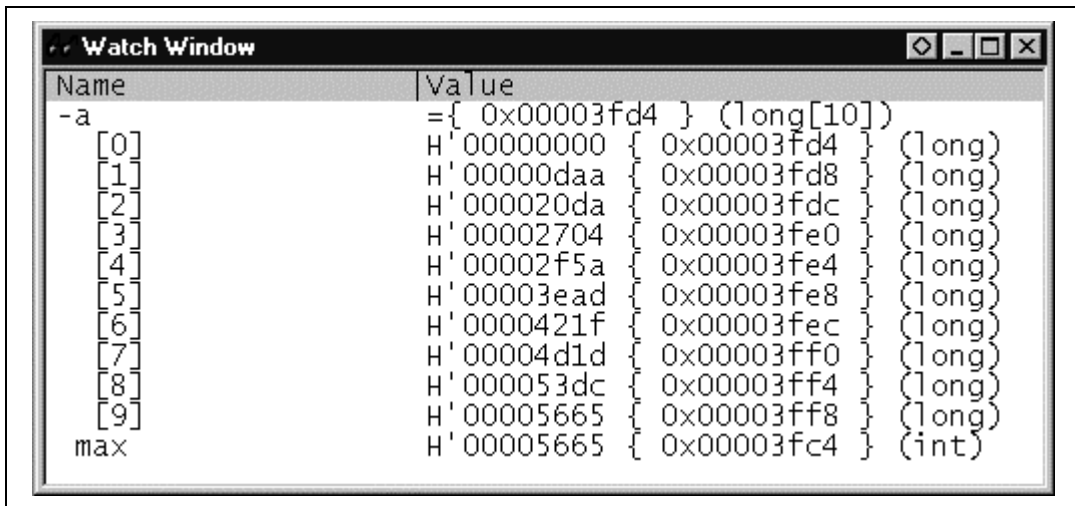 Watch Window
Name Value
-a ={ 0x00003fd4 } (long[10])
[0] H'00000000 { 0x00003fd4 } (long)
[1] H'00000daa { 0x00003fd8 } (long)
[2] H'000020da { 0x00003fdc } (long)
[3] H'00002704 { 0x00003fe0 } (long)
[4] H'00002f5a { 0x00003fe4 } (long)
[5] H'00003ead { 0x00003fe8 } (long)
[6] H'0000421f { 0x00003fec } (long)
[7] H'00004d1d { 0x00003ff0 } (long)
[8] H'000053dc { 0x00003ff4 } (long)
[9] H'00005665 { 0x00003ff8 } (long)
max H'00005665 { 0x00003fc4 } (int)